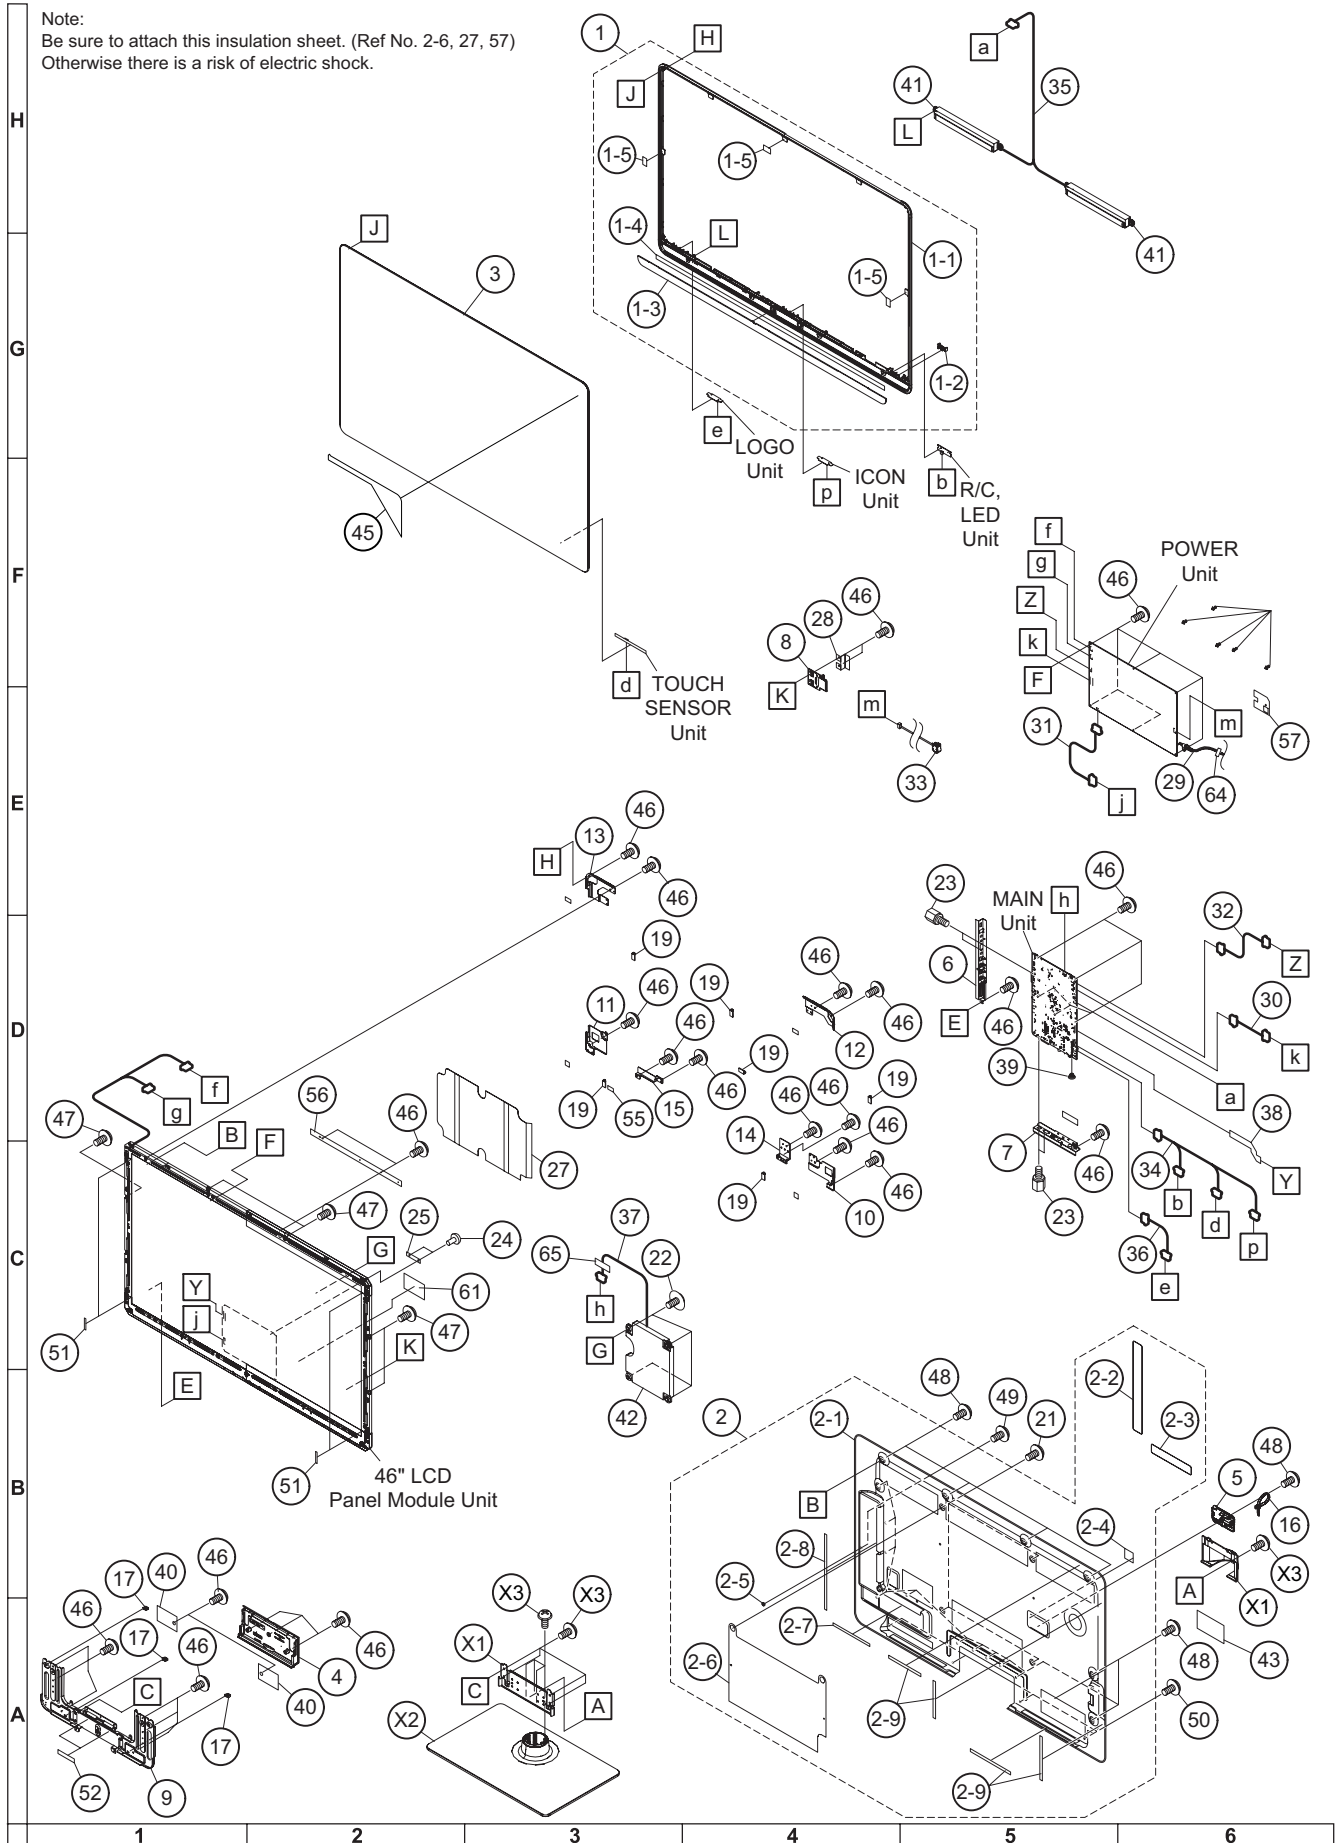 Note:
Be sure to attach this insulation sheet. (Ref No. 2-6, 27, 57)
Otherwise there is a risk of electric shock.
H
1
H
J
a
41
35
L
1-5
1-5
41
J
3
1-4
L
1-1
1-5
1-3
1-2
G
e
LOGO
Unit
p
ICON
Unit
b
R/C,
LED
Unit
45
F
d
TOUCH
SENSOR
Unit
8
28
46
K
m
33
f
g
Z
k
F
46
POWER
Unit
m
57
31
j
29
64
E
H
13
46
46
19
23
MAIN
Unit
h
46
32
Z
6
E
46
30
k
39
a
38
Y
7
46
23
34
b
d
p
36
e
D
11
46
46
19
46
46
12
19
19
46
19
55
15
46
46
46
14
19
10
46
f
g
47
B
F
56
46
27
47
25
24
G
61
47
K
C
Y
j
51
E
51
46" LCD
Panel Module Unit
37
65
h
22
G
42
B
2
2-1
48
49
21
2-2
2-3
B
5
48
16
2-4
2-8
2-5
A
X3
X1
2-7
2-6
48
43
2-9
50
2-9
A
46
17
40
46
17
46
C
4
46
40
17
52
9
X3
X3
X1
C
A
X2
1
2
3
4
5
6